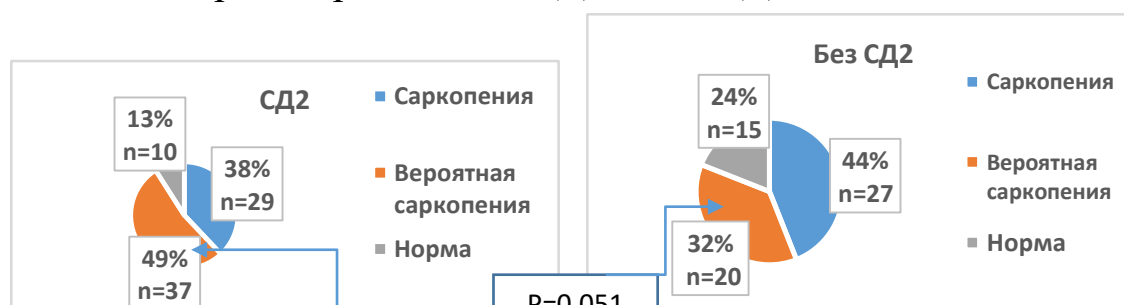 СД2
13%
n=10
38%
n=29
49%
n=37
Саркопения
Вероятная
саркопения
Норма
Без СД2
24%
n=15
44%
n=27
32%
n=20
Саркопения
Вероятная
саркопения
Норма
P=0,051